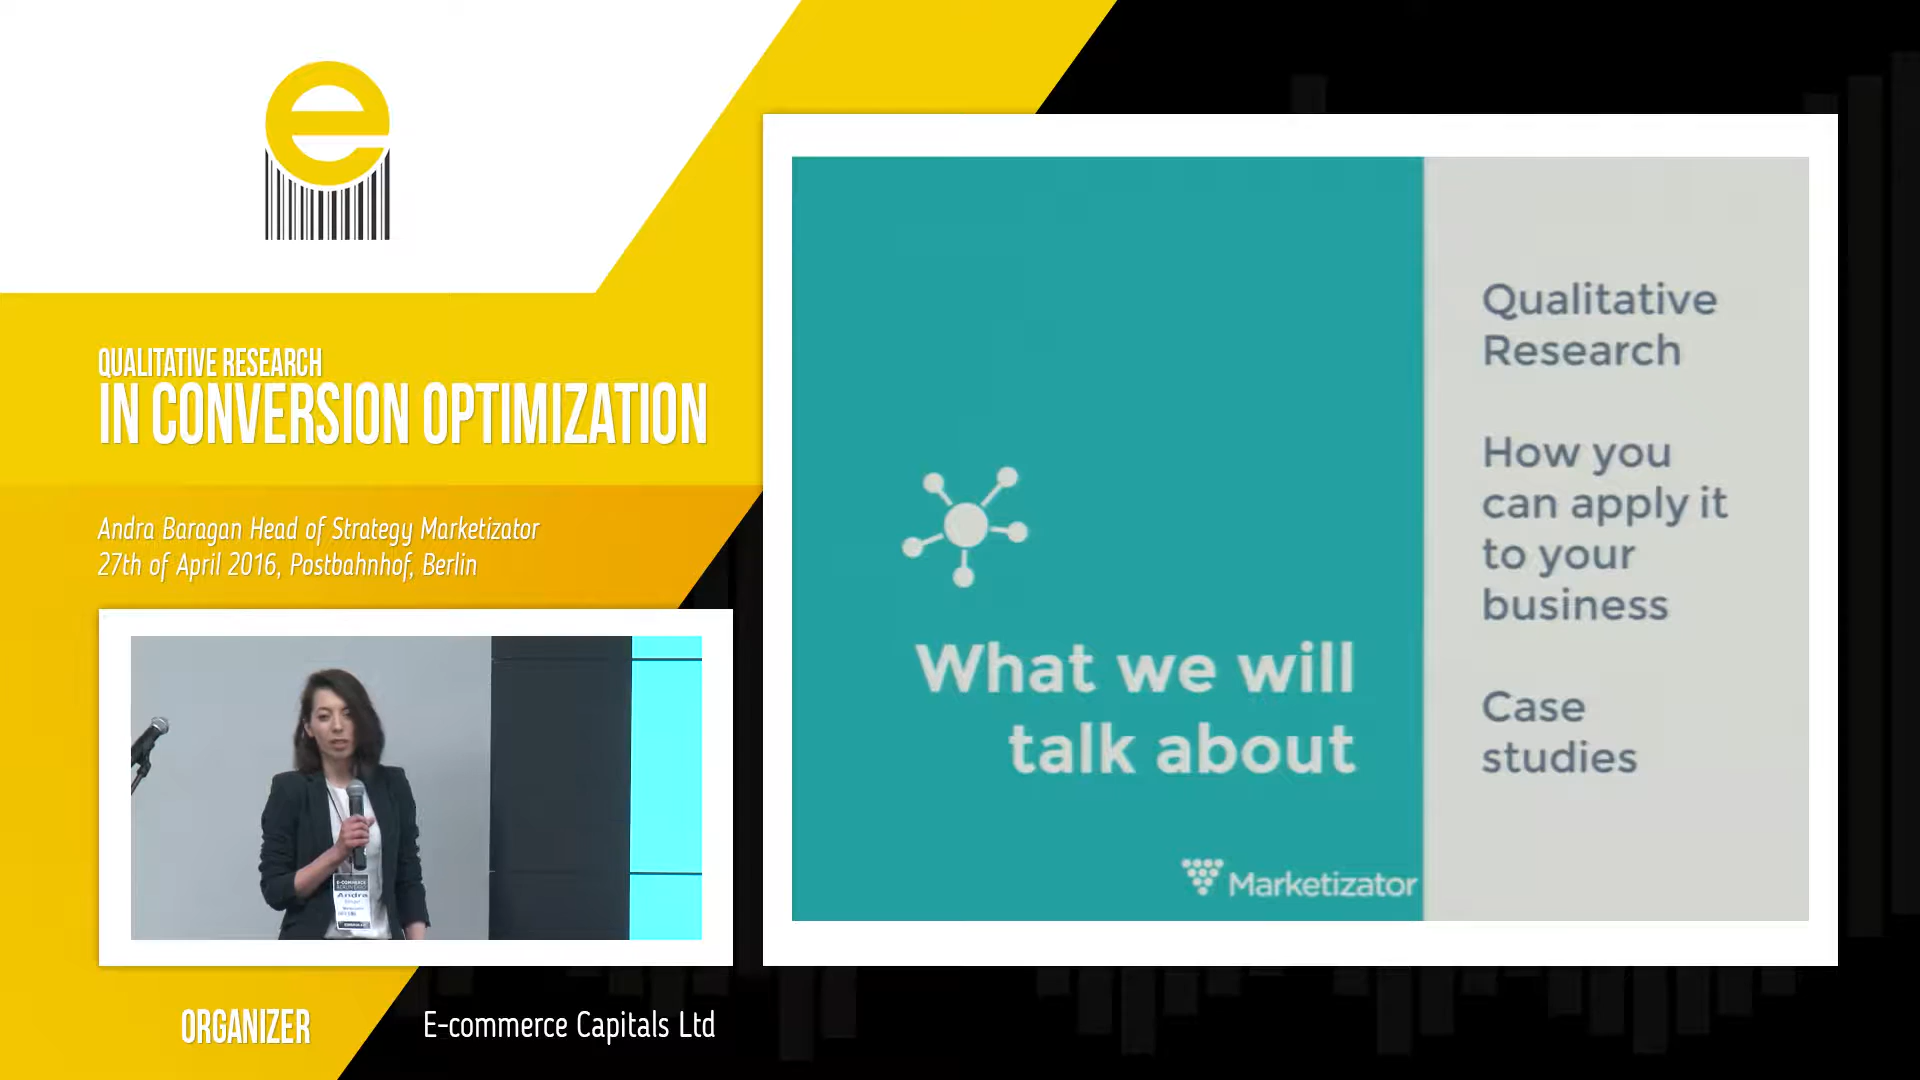 QUALITATIVE RESEARCH
IN CONVERSION OPTIMIZATION
Andra Baragan Head of Strategy Marketizator
27th of April 2016, Postbahnhof, Berlin
Andra
ORGANIZER
E-commerce Capitals Ltd
What we will
talk about
Marketizator
Qualitative
Research
How you
can apply it
to your
business
Case
studies